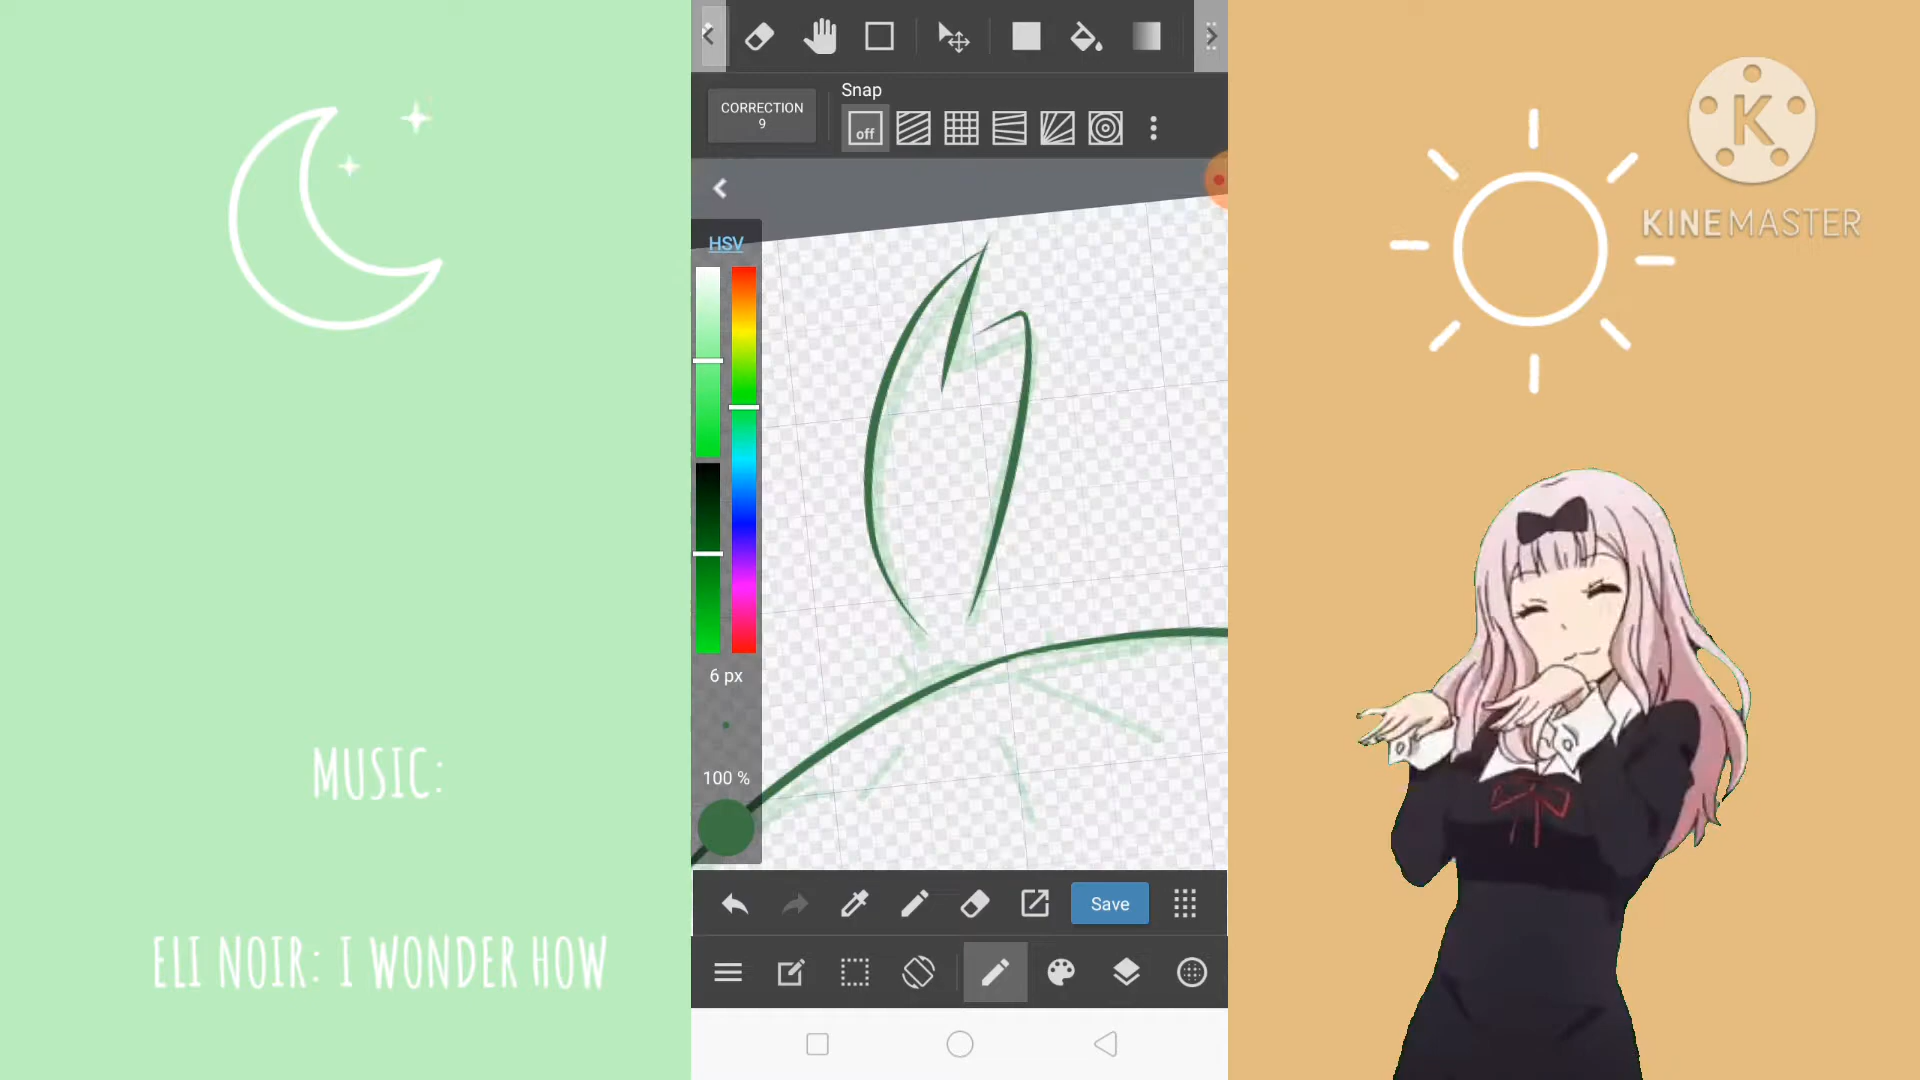 CORRECTION
9
Snap
off
HSV
6 px
100 %
Save
MUSIC:
ELI NOIR: I WONDER HOW
K
KINEMASTER